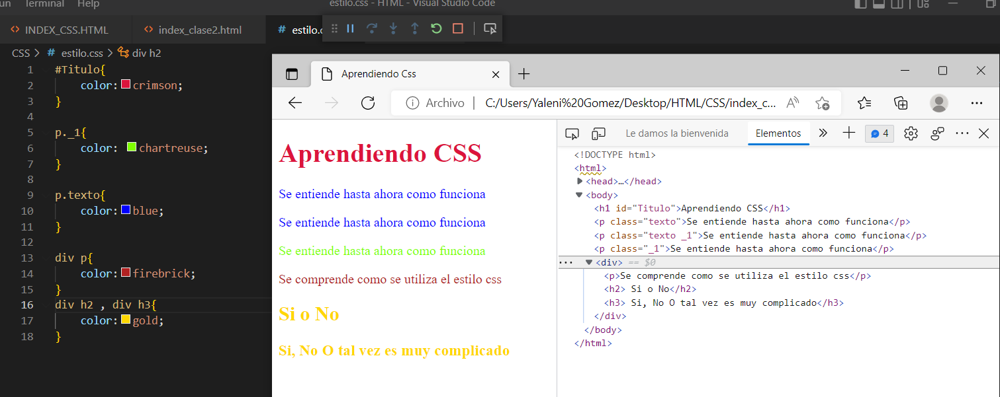 un Terminal Help
estilo.css - HTML - Visual Studio Code
INDEX_CSS.HTML
index_clase2.html
# estilo.c
CSS > # estilo.css > div h2
1 #Titulo{
2 color: crimson;
3 }
4
5 p._1{
6 color: chartreuse;
7 }
8
9 p.texto{
10 color: blue;
11 }
12
13 div p{
14 color: firebrick;
15 }
16 div h2 , div h3{
17 color: gold;
18 }
Aprendiendo Css
Archivo | C:/Users/Yaleni%20Gomez/Desktop/HTML/CSS/index_c...
Aprendiendo CSS
Se entiende hasta ahora como funciona
Se entiende hasta ahora como funciona
Se entiende hasta ahora como funciona
Se comprende como se utiliza el estilo css
Si o No
Si, No O tal vez es muy complicado
Le damos la bienvenida
Elementos
4
<!DOCTYPE html>
<html>
<head>…</head>
<body>
<h1 id="Titulo">Aprendiendo CSS</h1>
<p class="texto">Se entiende hasta ahora como funciona</p>
<p class="texto _1">Se entiende hasta ahora como funciona</p>
<p class="_1">Se entiende hasta ahora como funciona</p>
... <div> == $0
<p>Se comprende como se utiliza el estilo css</p>
<h2> Si o No</h2>
<h3> Si, No O tal vez es muy complicado</h3>
</div>
</body>
</html>